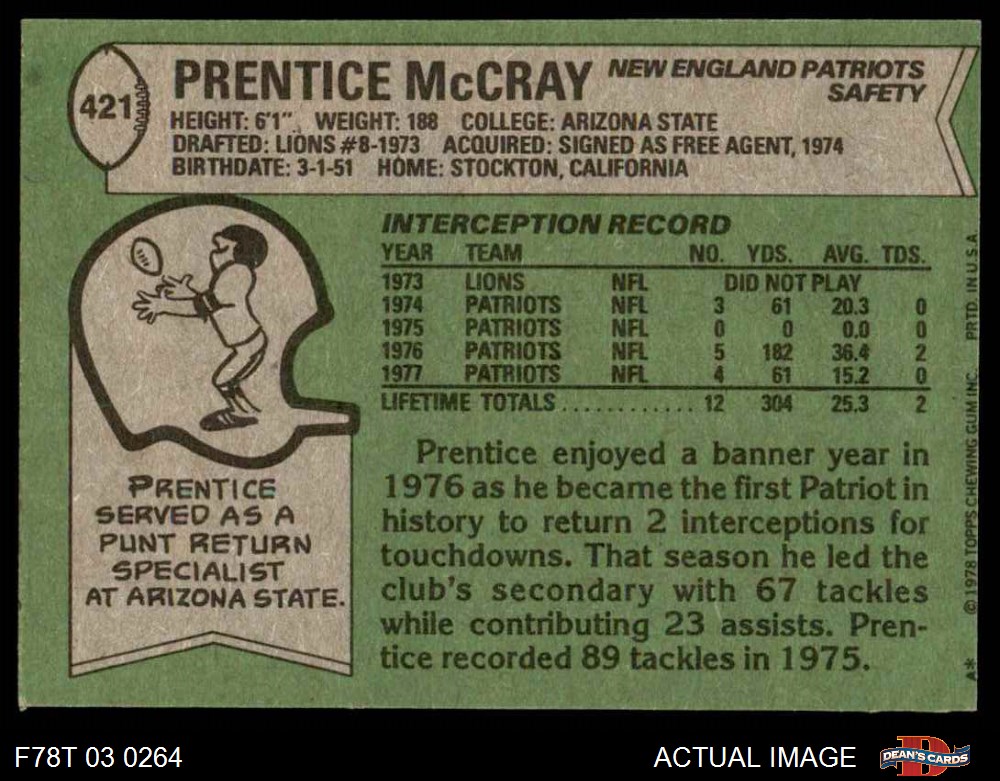 421
PRENTICE McCRAY
NEW ENGLAND PATRIOTS
SAFETY
HEIGHT: 6'1", WEIGHT: 188 COLLEGE: ARIZONA STATE
DRAFTED: LIONS #8-1973 ACQUIRED: SIGNED AS FREE AGENT, 1974
BIRTHDATE: 3-1-51 HOME: STOCKTON, CALIFORNIA
INTERCEPTION RECORD
YEAR TEAM NO. YDS. AVG. TDS.
1973 LIONS NFL DID NOT PLAY
1974 PATRIOTS NFL 3 61 20.3 0
1975 PATRIOTS NFL 0 0 0.0 0
1976 PATRIOTS NFL 5 182 36.4 2
1977 PATRIOTS NFL 4 61 15.2 0
LIFETIME TOTALS ............ 12 304 25.3 2
PRENTICE
SERVED AS A
PUNT RETURN
SPECIALIST
AT ARIZONA STATE.
Prentice enjoyed a banner year in
1976 as he became the first Patriot in
history to return 2 interceptions for
touchdowns. That season he led the
club's secondary with 67 tackles
while contributing 23 assists. Pren-
tice recorded 89 tackles in 1975.
A* © 1978 TOPPS CHEWING GUM INC. PRTD. IN U.S.A.
F78T 03 0264
ACTUAL IMAGE
D
DEAN'S CARDS